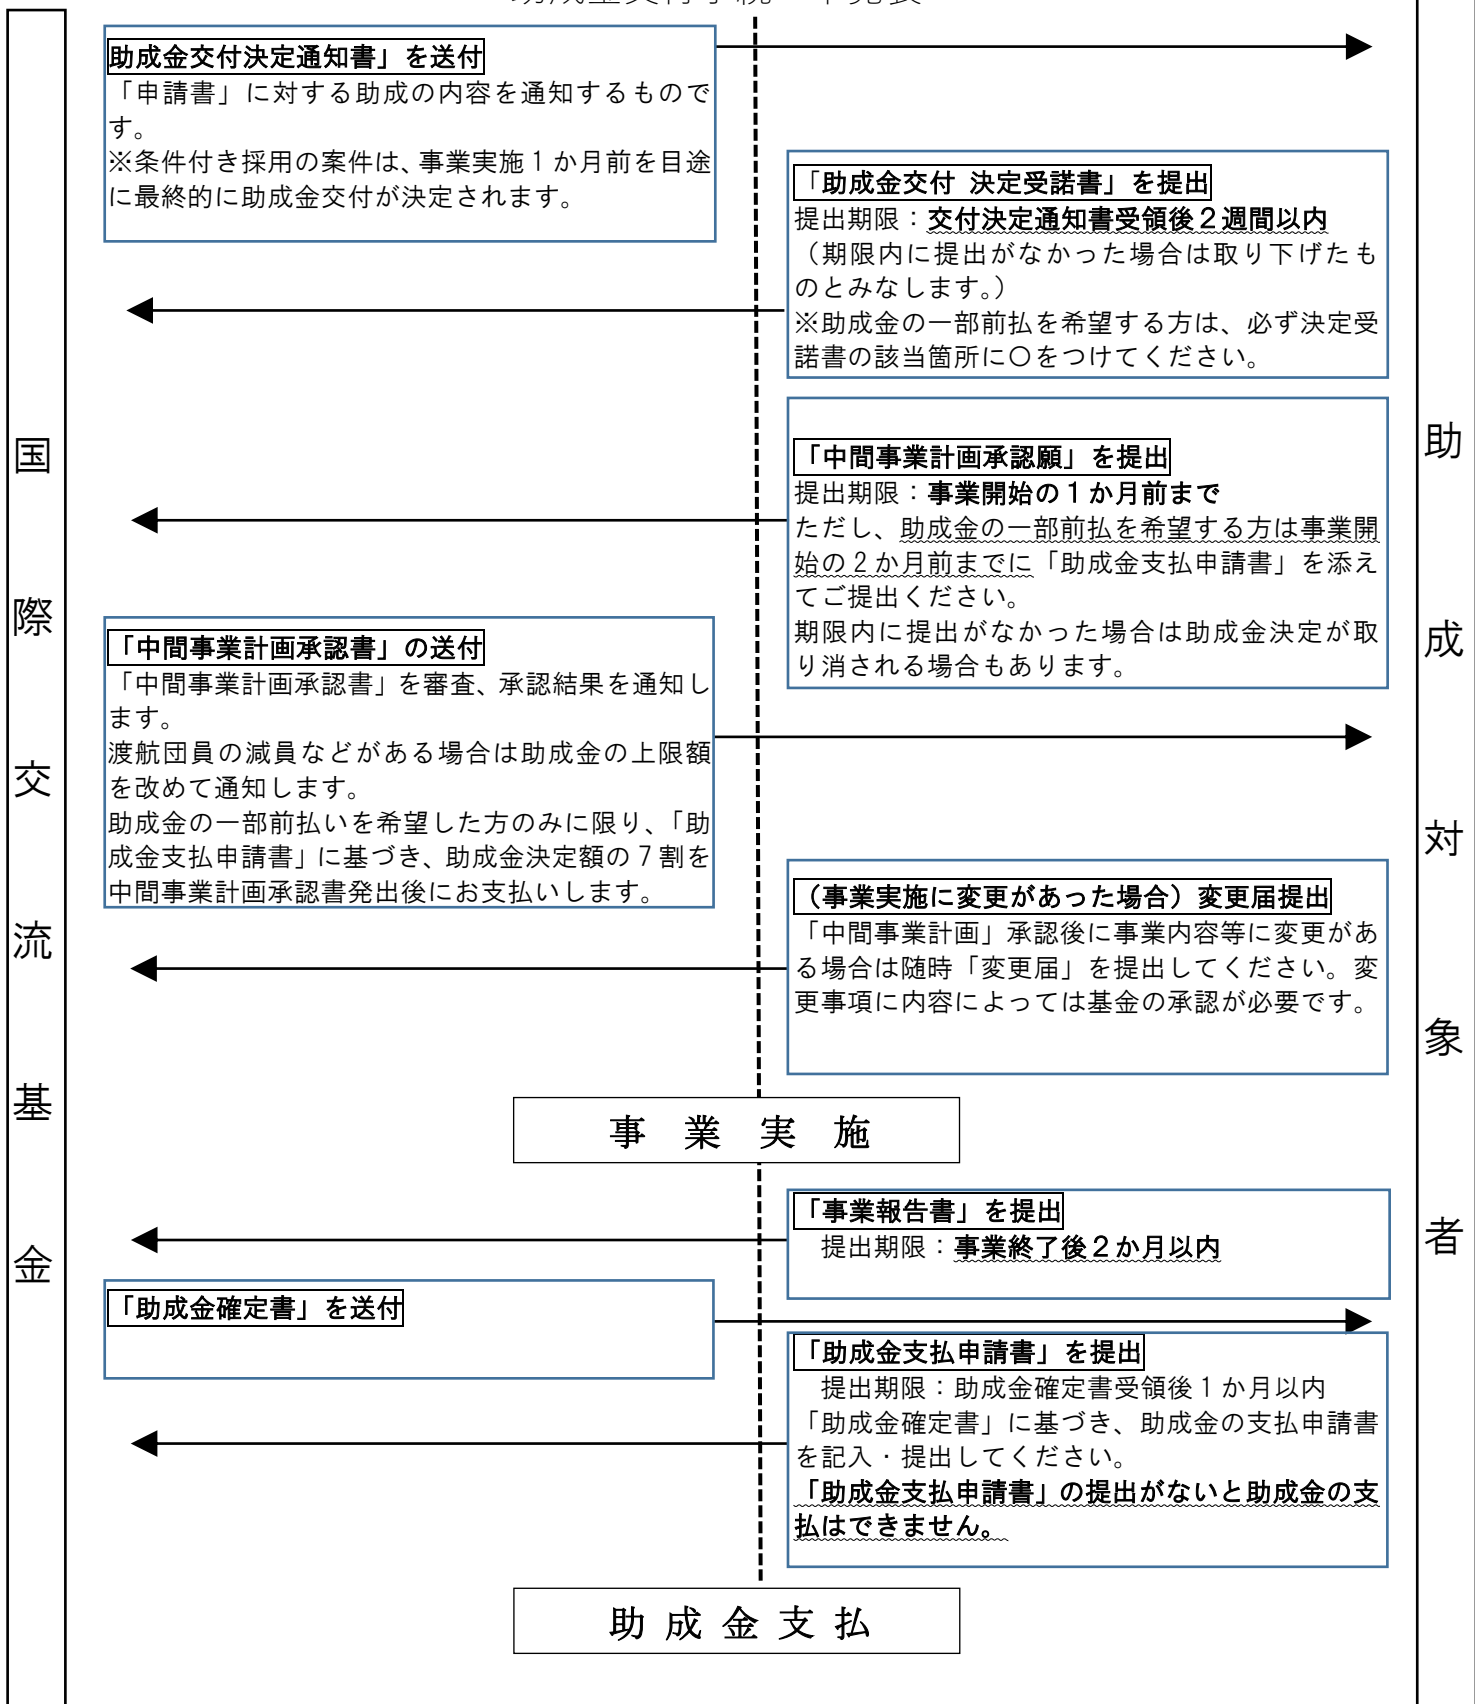 助成金交付決定通知書」を送付
「申請書」に対する助成の内容を通知するもので
す。
※条件付き採用の案件は、事業実施1か月前を目途
に最終的に助成金交付が決定されます。
「助成金交付 決定受諾書」を提出
提出期限：交付決定通知書受領後2週間以内
（期限内に提出がなかった場合は取り下げたも
のとみなします。）
※助成金の一部前払を希望する方は、必ず決定受
諾書の該当箇所に〇をつけてください。
「中間事業計画承認願」を提出
提出期限：事業開始の1か月前まで
ただし、助成金の一部前払を希望する方は事業開
始の2か月前までに「助成金支払申請書」を添え
てご提出ください。
期限内に提出がなかった場合は助成金決定が取
り消される場合もあります。
「中間事業計画承認書」の送付
「中間事業計画承認書」を審査、承認結果を通知し
ます。
渡航団員の減員などがある場合は助成金の上限額
を改めて通知します。
助成金の一部前払いを希望した方のみに限り、「助
成金支払申請書」に基づき、助成金決定額の7割を
中間事業計画承認書発出後にお支払いします。
（事業実施に変更があった場合）変更届提出
「中間事業計画」承認後に事業内容等に変更があ
る場合は随時「変更届」を提出してください。変
更事項に内容によっては基金の承認が必要です。
事業実施
「事業報告書」を提出
提出期限：事業終了後2か月以内
「助成金確定書」を送付
「助成金支払申請書」を提出
提出期限：助成金確定書受領後1か月以内
「助成金確定書」に基づき、助成金の支払申請書
を記入・提出してください。
「助成金支払申請書」の提出がないと助成金の支
払はできません。
助成金支払
国際交流基金
助成対象者